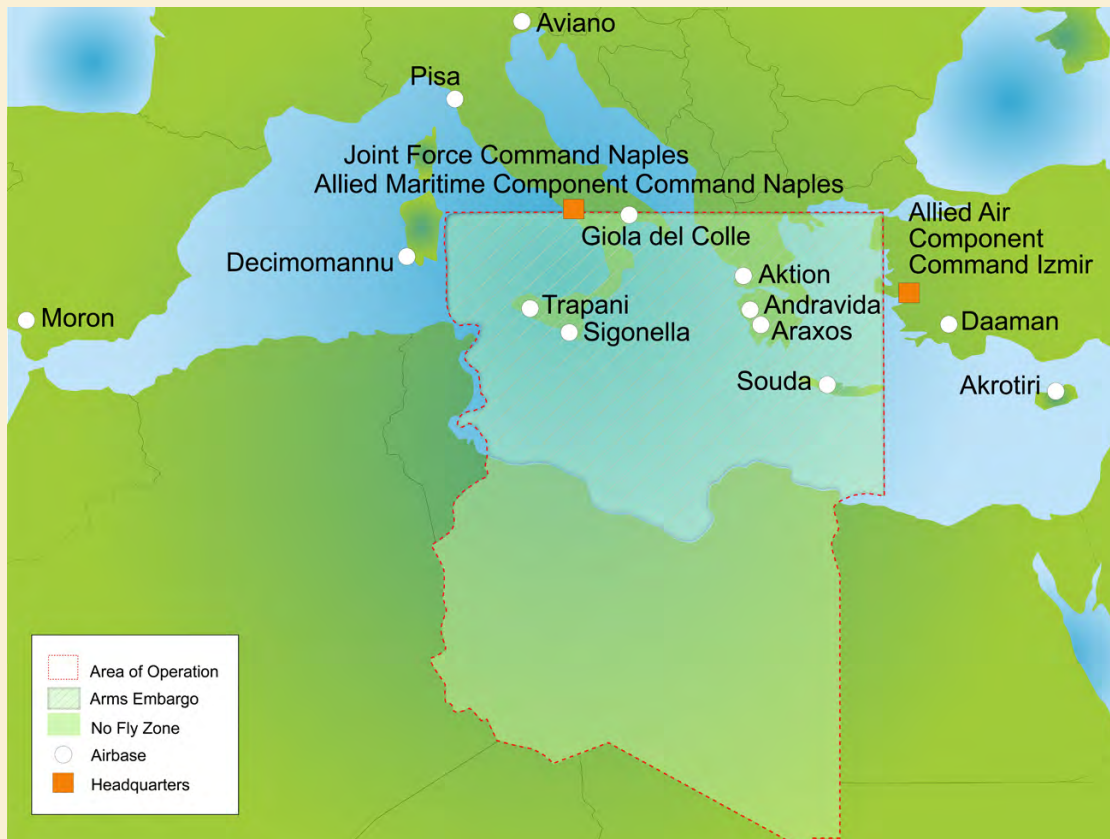 Aviano
Pisa
Joint Force Command Naples
Allied Maritime Component Command Naples
Giola del Colle
Allied Air
Component
Command Izmir
Decimomannu
Aktion
Moron
Trapani
Andravida
Sigonella
Araxos
Daaman
Souda
Akrotiri
Area of Operation
Arms Embargo
No Fly Zone
Airbase
Headquarters